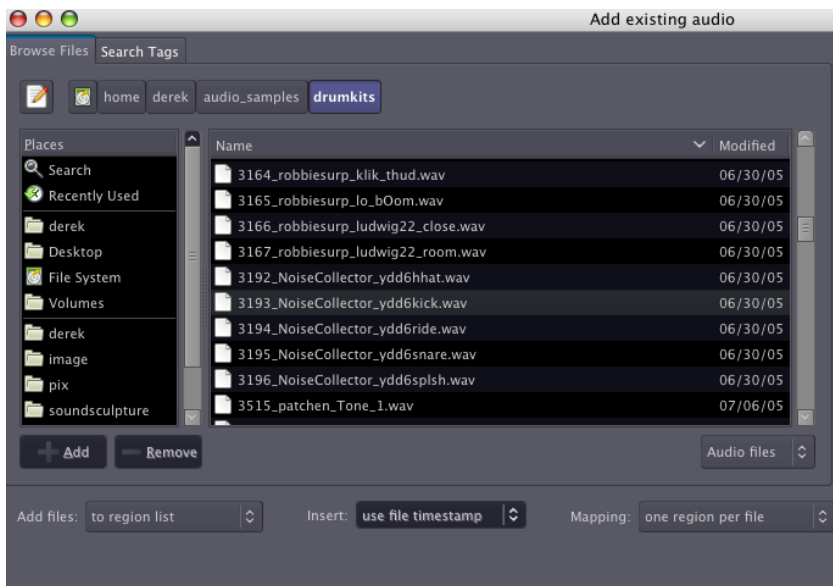 Add existing audio
Browse Files Search Tags
home derek audio_samples drumkits
Places
Search
Recently Used
derek
Desktop
File System
Volumes
derek
image
pix
soundsculpture
Name Modified
3164_robbiesurp_klik_thud.wav 06/30/05
3165_robbiesurp_lo_bOom.wav 06/30/05
3166_robbiesurp_ludwig22_close.wav 06/30/05
3167_robbiesurp_ludwig22_room.wav 06/30/05
3192_NoiseCollector_ydd6hhat.wav 06/30/05
3193_NoiseCollector_ydd6kick.wav 06/30/05
3194_NoiseCollector_ydd6ride.wav 06/30/05
3195_NoiseCollector_ydd6snare.wav 06/30/05
3196_NoiseCollector_ydd6splsh.wav 06/30/05
3515_patchen_Tone_1.wav 07/06/05
Add Remove Audio files
Add files: to region list Insert: use file timestamp Mapping: one region per file